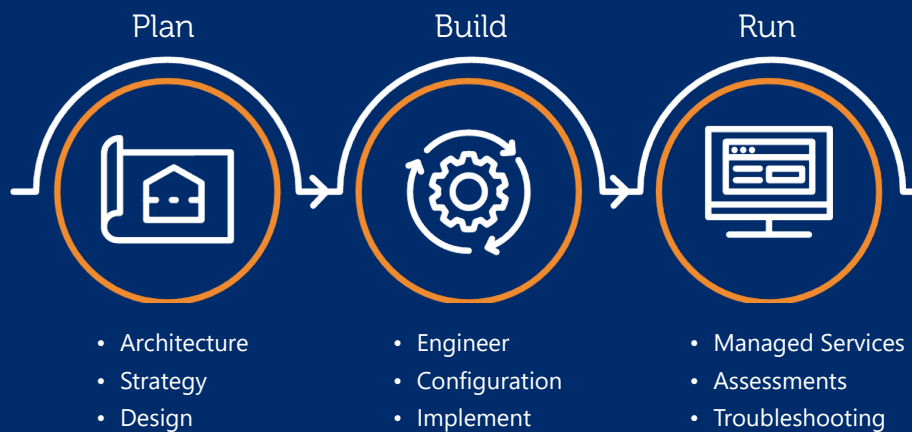 Plan
Build
Run
• Architecture
• Strategy
• Design
• Engineer
• Configuration
• Implement
• Managed Services
• Assessments
• Troubleshooting